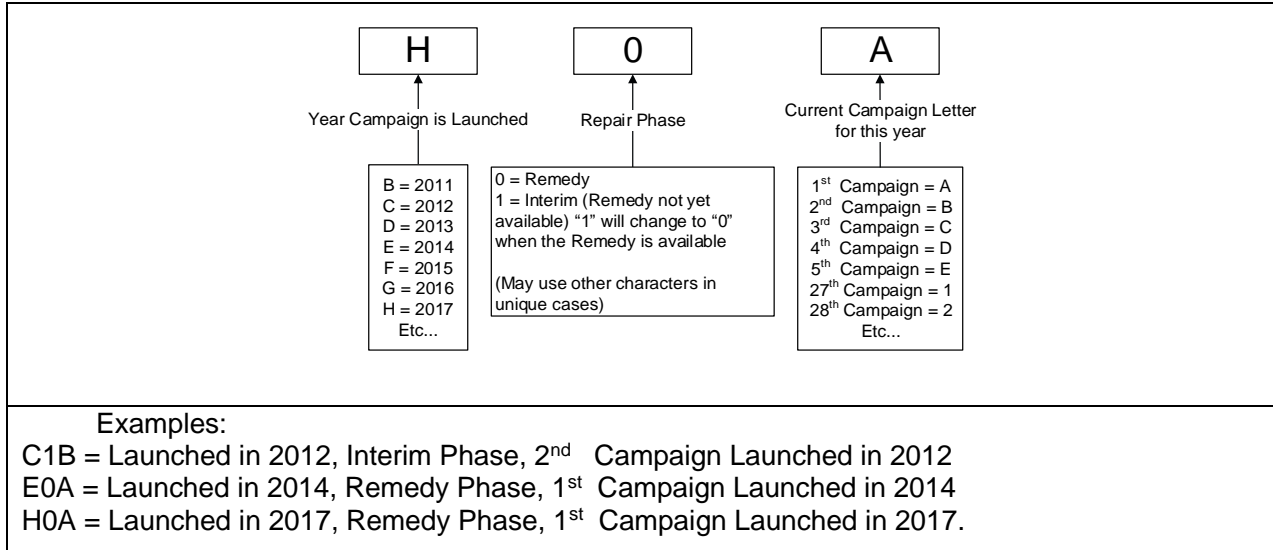 H
0
A
Year Campaign is Launched
Repair Phase
Current Campaign Letter
for this year
B = 2011
C = 2012
D = 2013
E = 2014
F = 2015
G = 2016
H = 2017
Etc...
0 = Remedy
1 = Interim (Remedy not yet
available) “1” will change to “0”
when the Remedy is available
(May use other characters in
unique cases)
1st Campaign = A
2nd Campaign = B
3rd Campaign = C
4th Campaign = D
5th Campaign = E
27th Campaign = 1
28th Campaign = 2
Etc...
Examples:
C1B = Launched in 2012, Interim Phase, 2nd Campaign Launched in 2012
E0A = Launched in 2014, Remedy Phase, 1st Campaign Launched in 2014
H0A = Launched in 2017, Remedy Phase, 1st Campaign Launched in 2017.